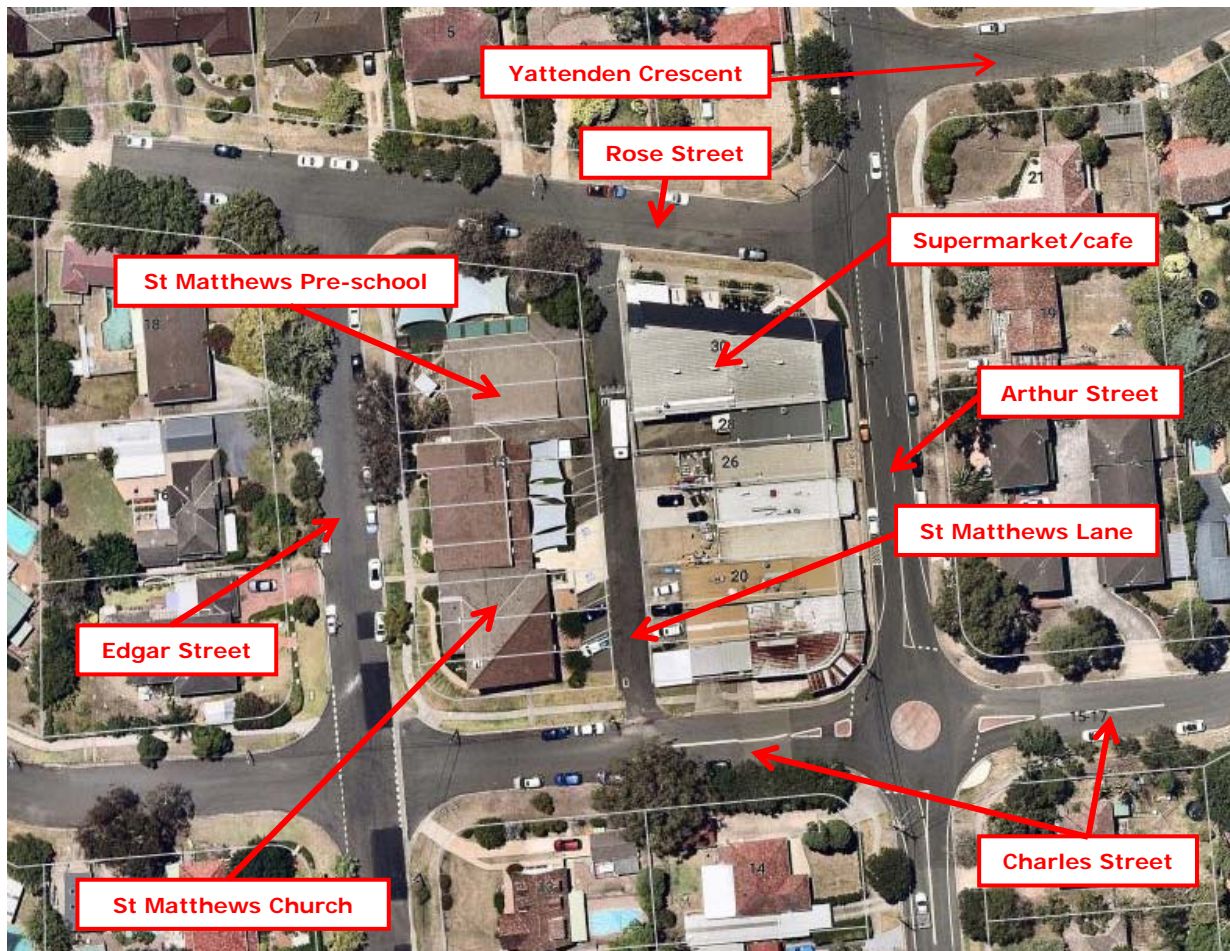 5
Yattenden Crescent
Rose Street
21
Supermarket/cafe
St Matthews Pre-school
18
30
19
Arthur Street
28
26
St Matthews Lane
20
Edgar Street
15-17
Charles Street
14
St Matthews Church